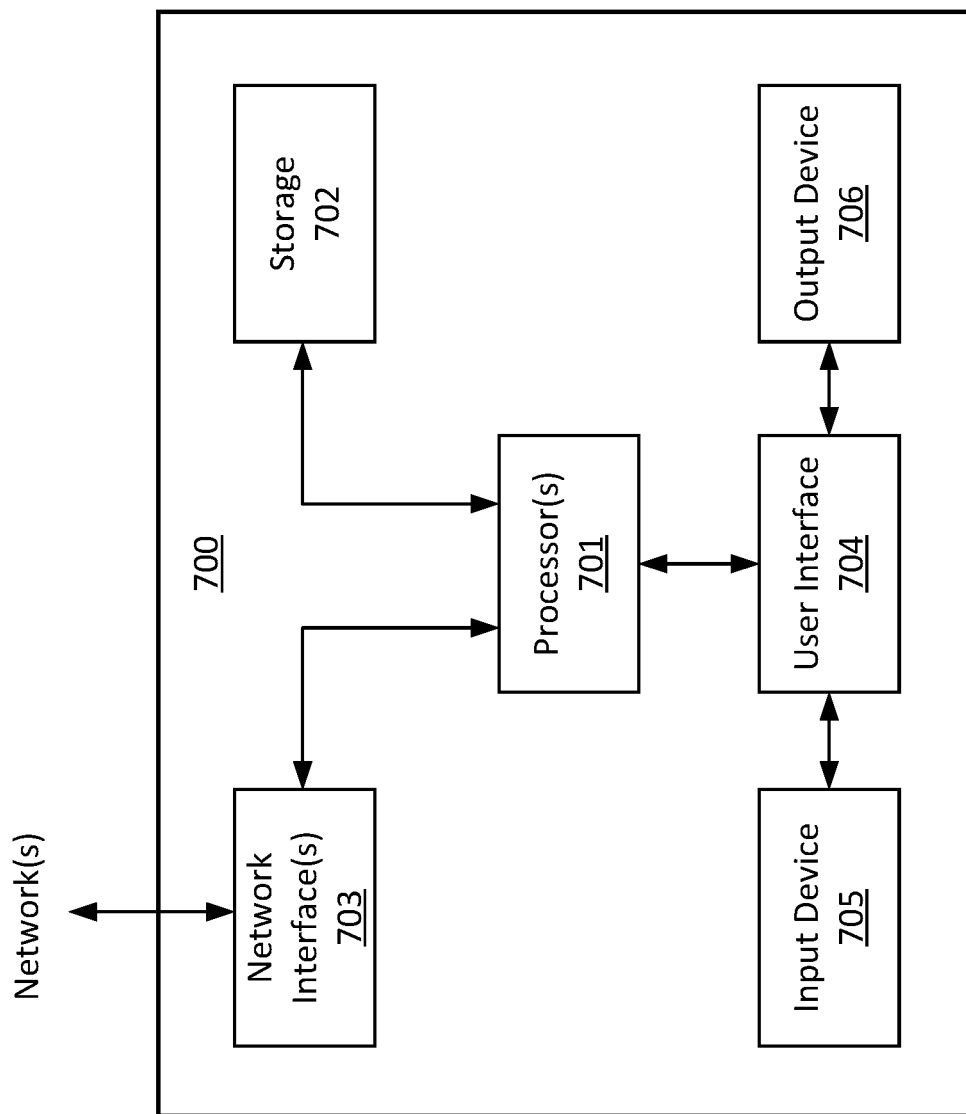 Network(s)
700
Network
Interface(s)
703
Storage
702
Processor(s)
701
Input Device
705
User Interface
704
Output Device
706